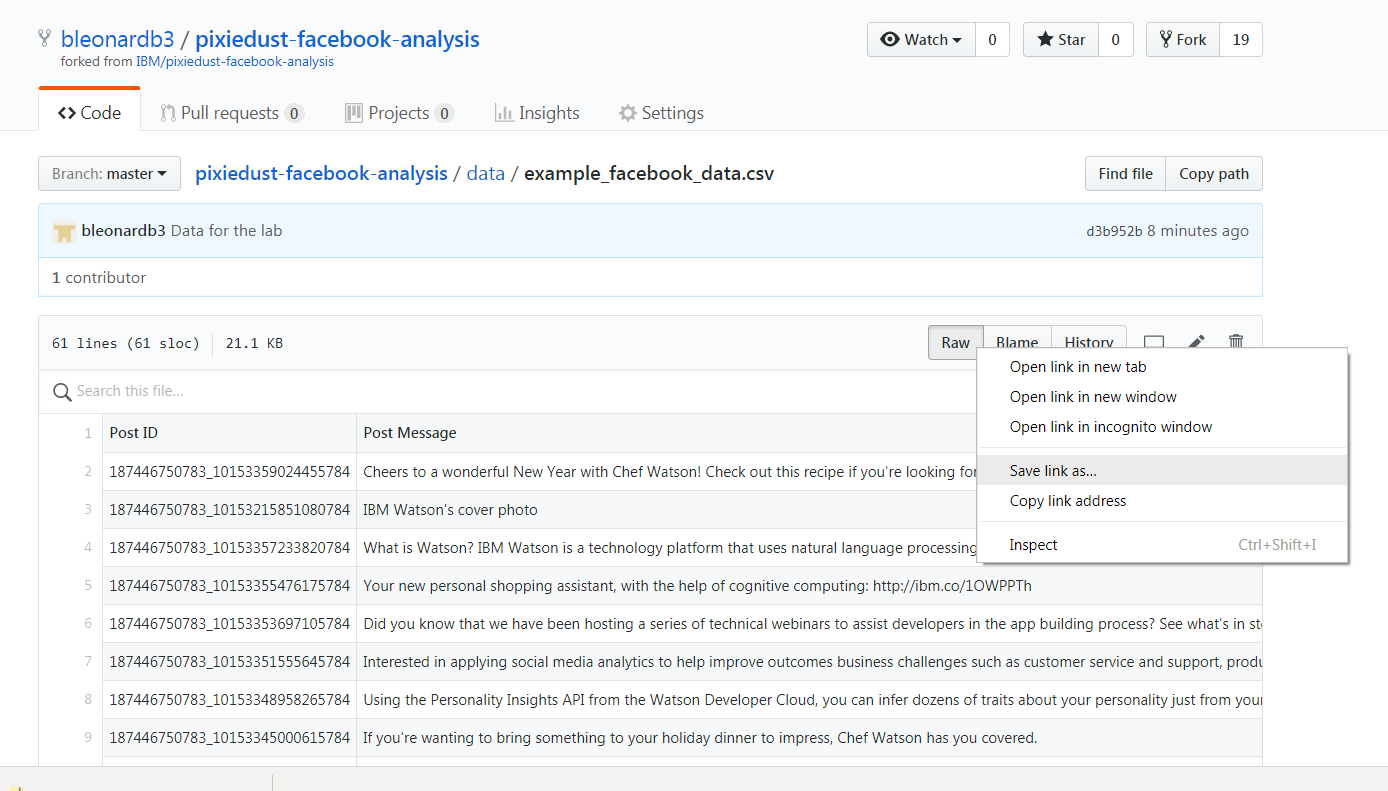 bleonardb3 / pixiedust-facebook-analysis
Watch 0 Star 0 Fork 19
forked from IBM/pixiedust-facebook-analysis
Code Pull requests 0 Projects 0 Insights Settings
Branch: master pixiedust-facebook-analysis / data / example_facebook_data.csv Find file Copy path
bleonardb3 Data for the lab d3b952b 8 minutes ago
1 contributor
61 lines (61 sloc) 21.1 KB Raw Blame History
Search this file...
Open link in new tab
Open link in new window
Open link in incognito window
Save link as...
Copy link address
Inspect Ctrl+Shift+I
1 Post ID Post Message
2 187446750783_10153359024455784 Cheers to a wonderful New Year with Chef Watson! Check out this recipe if you're looking for
3 187446750783_10153215851080784 IBM Watson's cover photo
4 187446750783_10153357233820784 What is Watson? IBM Watson is a technology platform that uses natural language processing
5 187446750783_10153355476175784 Your new personal shopping assistant, with the help of cognitive computing: http://ibm.co/1OWPPTh
6 187446750783_10153353697105784 Did you know that we have been hosting a series of technical webinars to assist developers in the app building process? See what's in
7 187446750783_10153351555645784 Interested in applying social media analytics to help improve outcomes business challenges such as customer service and support,
8 187446750783_10153348958265784 Using the Personality Insights API from the Watson Developer Cloud, you can infer dozens of traits about your personality just from
9 187446750783_10153345000615784 If you're wanting to bring something to your holiday dinner to impress, Chef Watson has you covered.